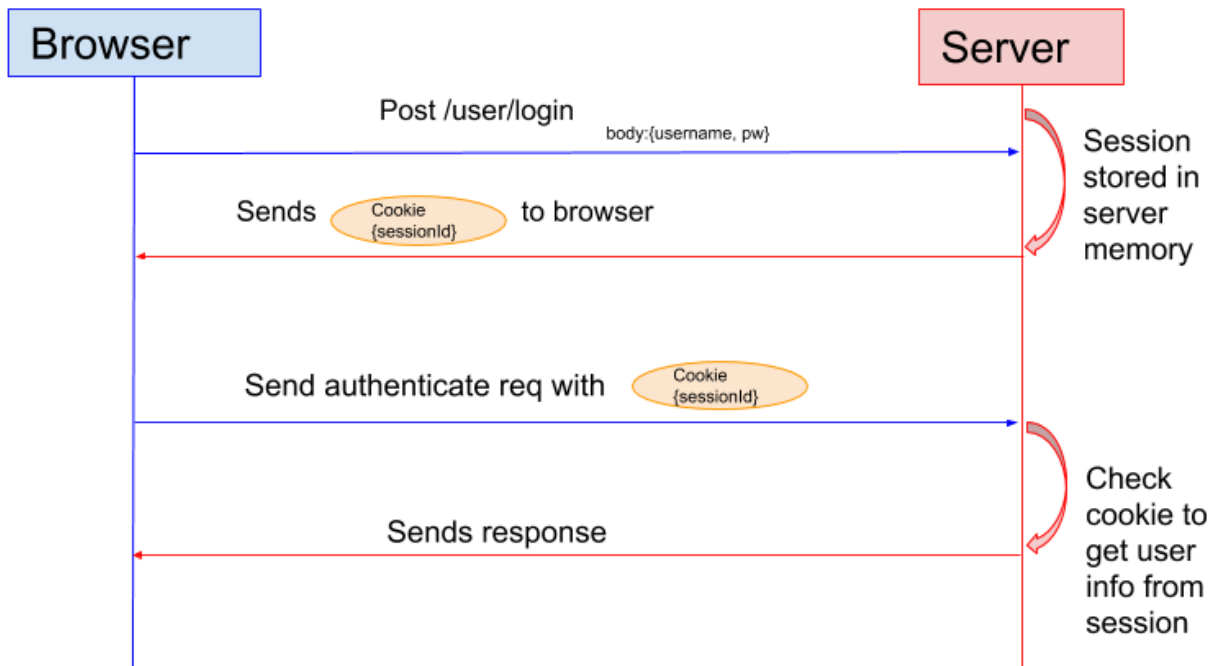 Browser
Server
Post /user/login
body:{username, pw}
Session
stored in
server
memory
Sends
Cookie
{sessionId}
to browser
Send authenticate req with
Cookie
{sessionId}
Check
cookie to
get user
info from
session
Sends response